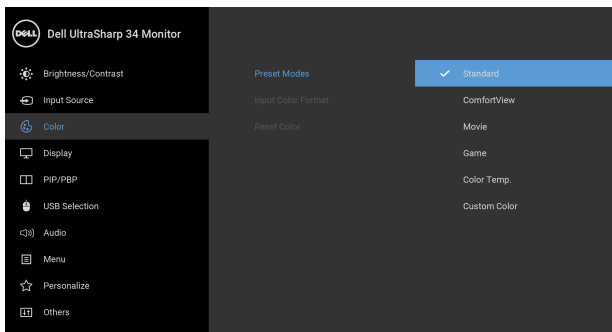 DELL Dell UltraSharp 34 Monitor
Brightness/Contrast Preset Modes Standard
Input Source Input Color Format ComfortView
Color Reset Color Movie
Display Game
PIP/PBP Color Temp.
USB Selection Custom Color
Audio
Menu
Personalize
Others